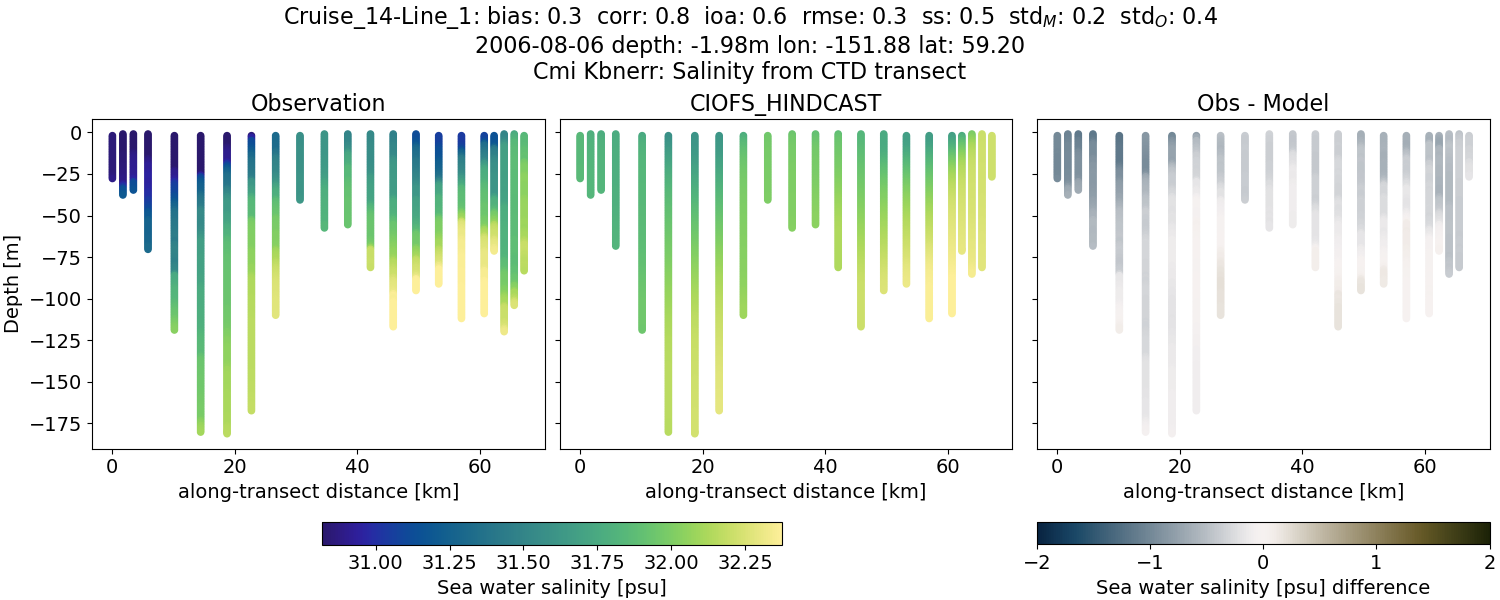 Cruise_14-Line_1: bias: 0.3 corr: 0.8 ioa: 0.6 rmse: 0.3 ss: 0.5 std_M: 0.2 std_O: 0.4
2006-08-06 depth: -1.98m lon: -151.88 lat: 59.20
Cmi Kbnerr: Salinity from CTD transect
Observation
CIOFS_HINDCAST
Obs - Model
Depth [m]
0
−25
−50
−75
−100
−125
−150
−175
0 20 40 60
0 20 40 60
0 20 40 60
along-transect distance [km]
along-transect distance [km]
along-transect distance [km]
31.00 31.25 31.50 31.75 32.00 32.25
Sea water salinity [psu]
−2 −1 0 1 2
Sea water salinity [psu] difference